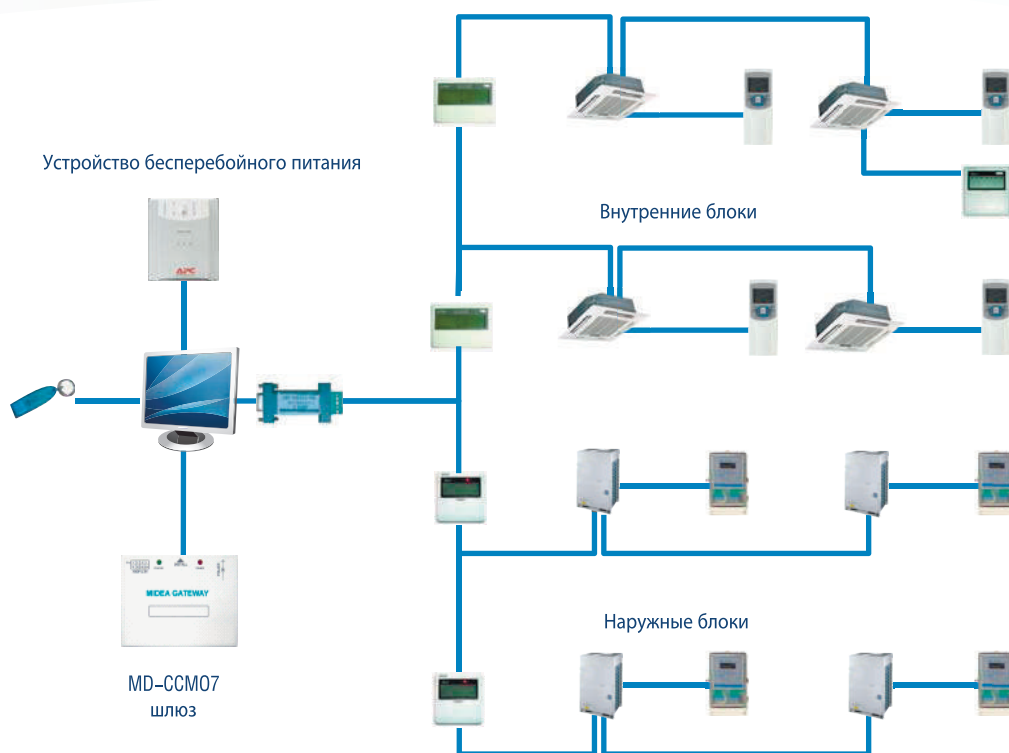 Устройство бесперебойного питания
APC
Внутренние блоки
MIDEA GATEWAY
Наружные блоки
MD-CCM07
шлюз